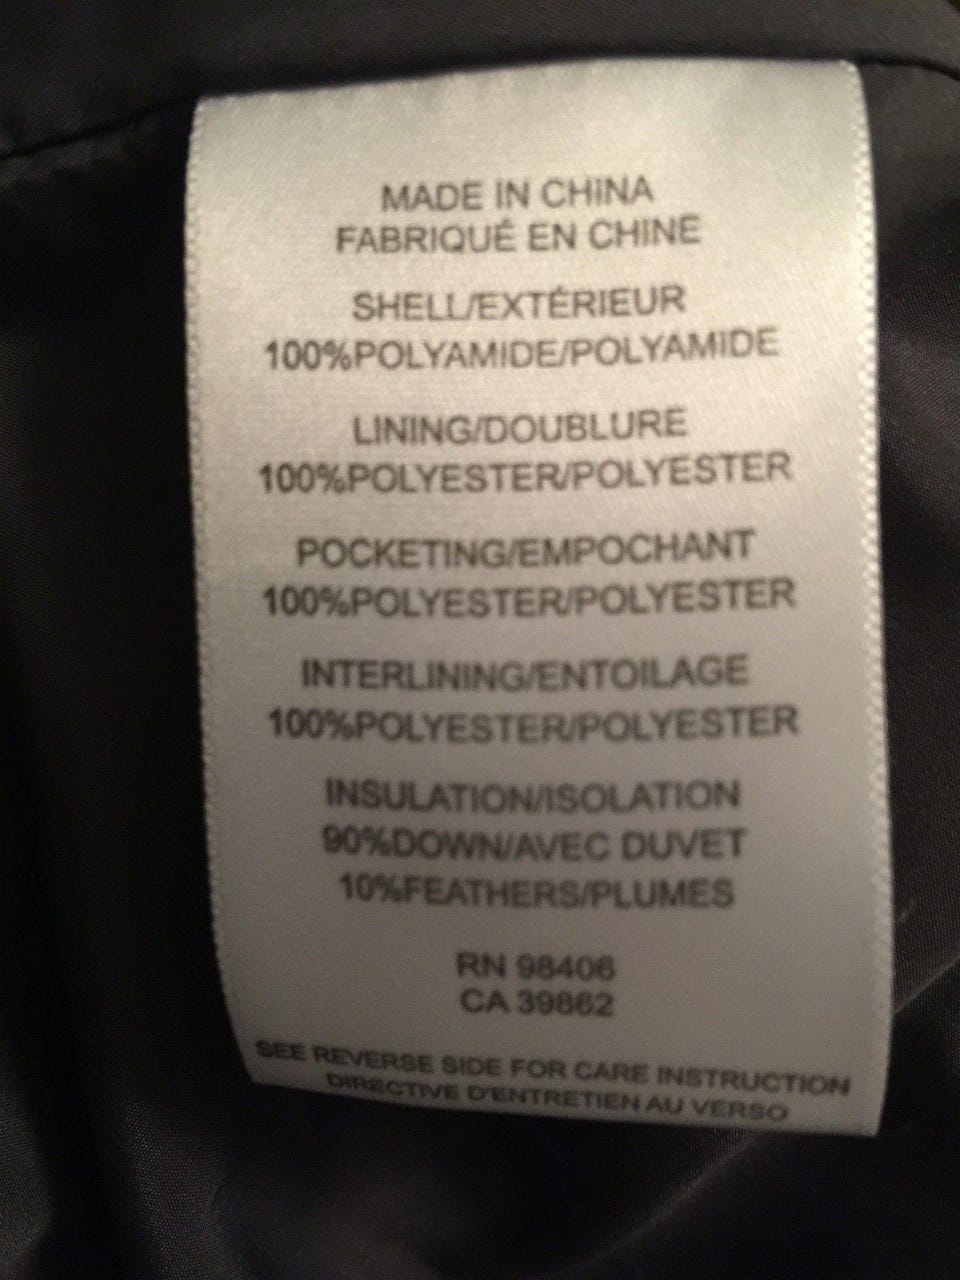 MADE IN CHINA
FABRIQUÉ EN CHINE
SHELL/EXTÉRIEUR
100%POLYAMIDE/POLYAMIDE
LINING/DOUBLURE
100%POLYESTER/POLYESTER
POCKETING/EMPOCHANT
100%POLYESTER/POLYESTER
INTERLINING/ENTOILAGE
100%POLYESTER/POLYESTER
INSULATION/ISOLATION
90%DOWN/AVEC DUVET
10%FEATHERS/PLUMES
RN 98406
CA 39862
SEE REVERSE SIDE FOR CARE INSTRUCTION
DIRECTIVE D'ENTRETIEN AU VERSO